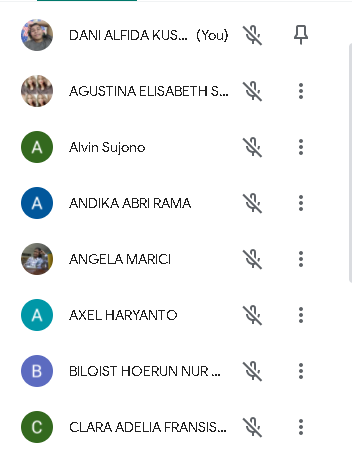 DANI ALFIDA KUS... (You)
AGUSTINA ELISABETH S...
A Alvin Sujono
A ANDIKA ABRI RAMA
ANGELA MARICI
A AXEL HARYANTO
B BILOIST HOERUN NUR ...
C CLARA ADELIA FRANSIS...